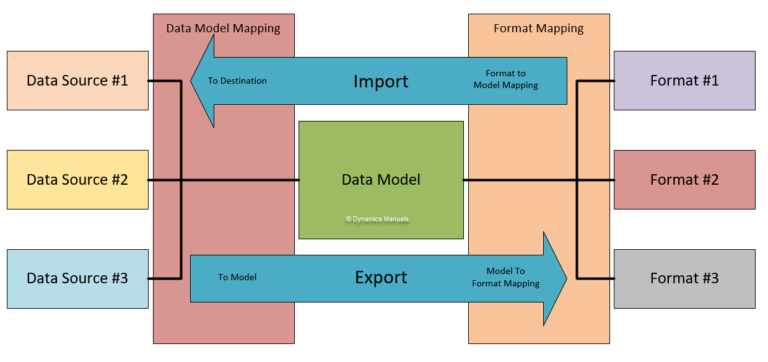 Data Model Mapping
Format Mapping
Data Source #1
To Destination
Import
Format to
Model Mapping
Format #1
Data Source #2
Data Model
© Dynamics Manuals
Format #2
Data Source #3
To Model
Export
Model To
Format Mapping
Format #3